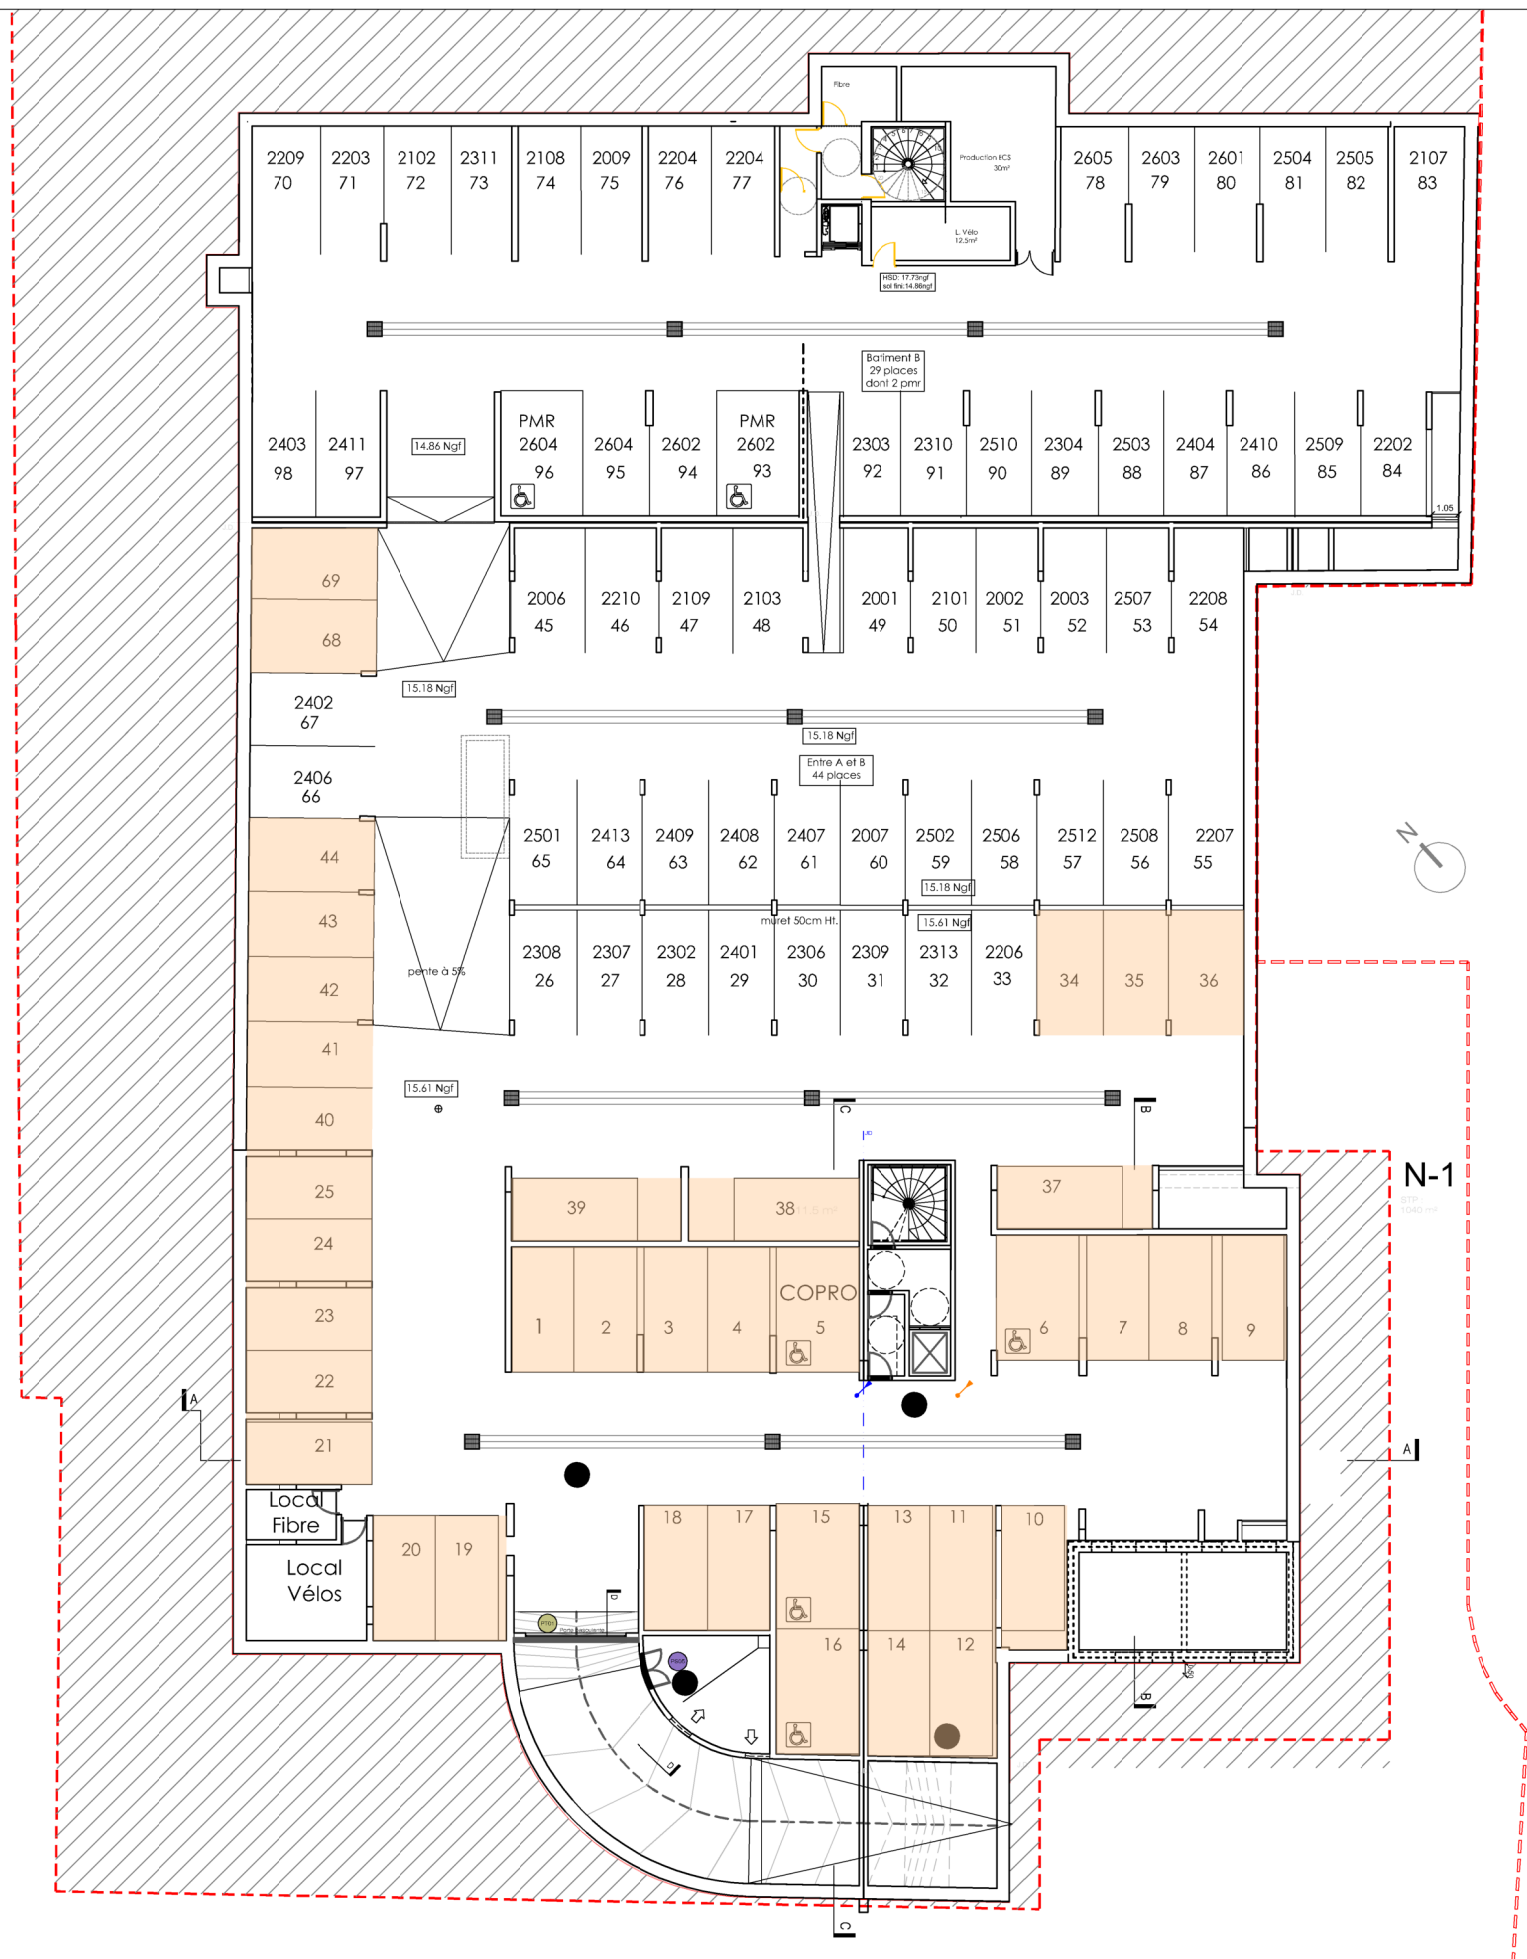 Fibre
Production ECS
30m²
L. Vélo
12.5m²
HSD: 17.73ngf
sol fini:14.86ngf
2209 2203 2102 2311 2108 2009 2204 2204
70 71 72 73 74 75 76 77
2605 2603 2601 2504 2505 2107
78 79 80 81 82 83
Batiment B
29 places
dont 2 pmr
PMR PMR
2403 2411 14.86 Ngf 2604 2604 2602 2602
98 97 96 95 94 93
2303 2310 2510 2304 2503 2404 2410 2509 2202
92 91 90 89 88 87 86 85 84
1.05
69
68
2006 2210 2109 2103 2001 2101 2002 2003 2507 2208
45 46 47 48 49 50 51 52 53 54
15.18 Ngf
2402
67
15.18 Ngf
Entre A et B
44 places
2406
66
2501 2413 2409 2408 2407 2007 2502 2506 2512 2508 2207
65 64 63 62 61 60 59 58 57 56 55
15.18 Ngf
N
44
43
42
41
40
pente à 5%
muret 50cm Ht.
15.61 Ngf
2308 2307 2302 2401 2306 2309 2313 2206
26 27 28 29 30 31 32 33 34 35 36
15.61 Ngf
C
B
JD
N-1
STP :
1040 m²
25
24
23
22
21
39 38 11.5 m² 37
COPRO
1 2 3 4 5 6 7 8 9
A
A
Local
Fibre
Local
Vélos
20 19
18 17 15 13 11 10
16 14 12
D
PT01
Porte basculante
PS05
D
B
C